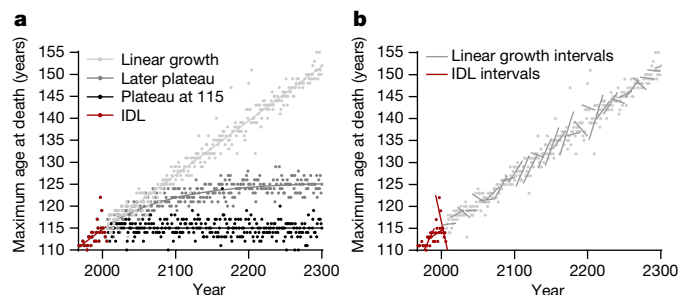 a
Maximum age at death (years)
155
150
145
140
135
130
125
120
115
110
Linear growth
Later plateau
Plateau at 115
IDL
2000
2100
2200
2300
Year
b
Maximum age at death (years)
155
150
145
140
135
130
125
120
115
110
Linear growth intervals
IDL intervals
2000
2100
2200
2300
Year